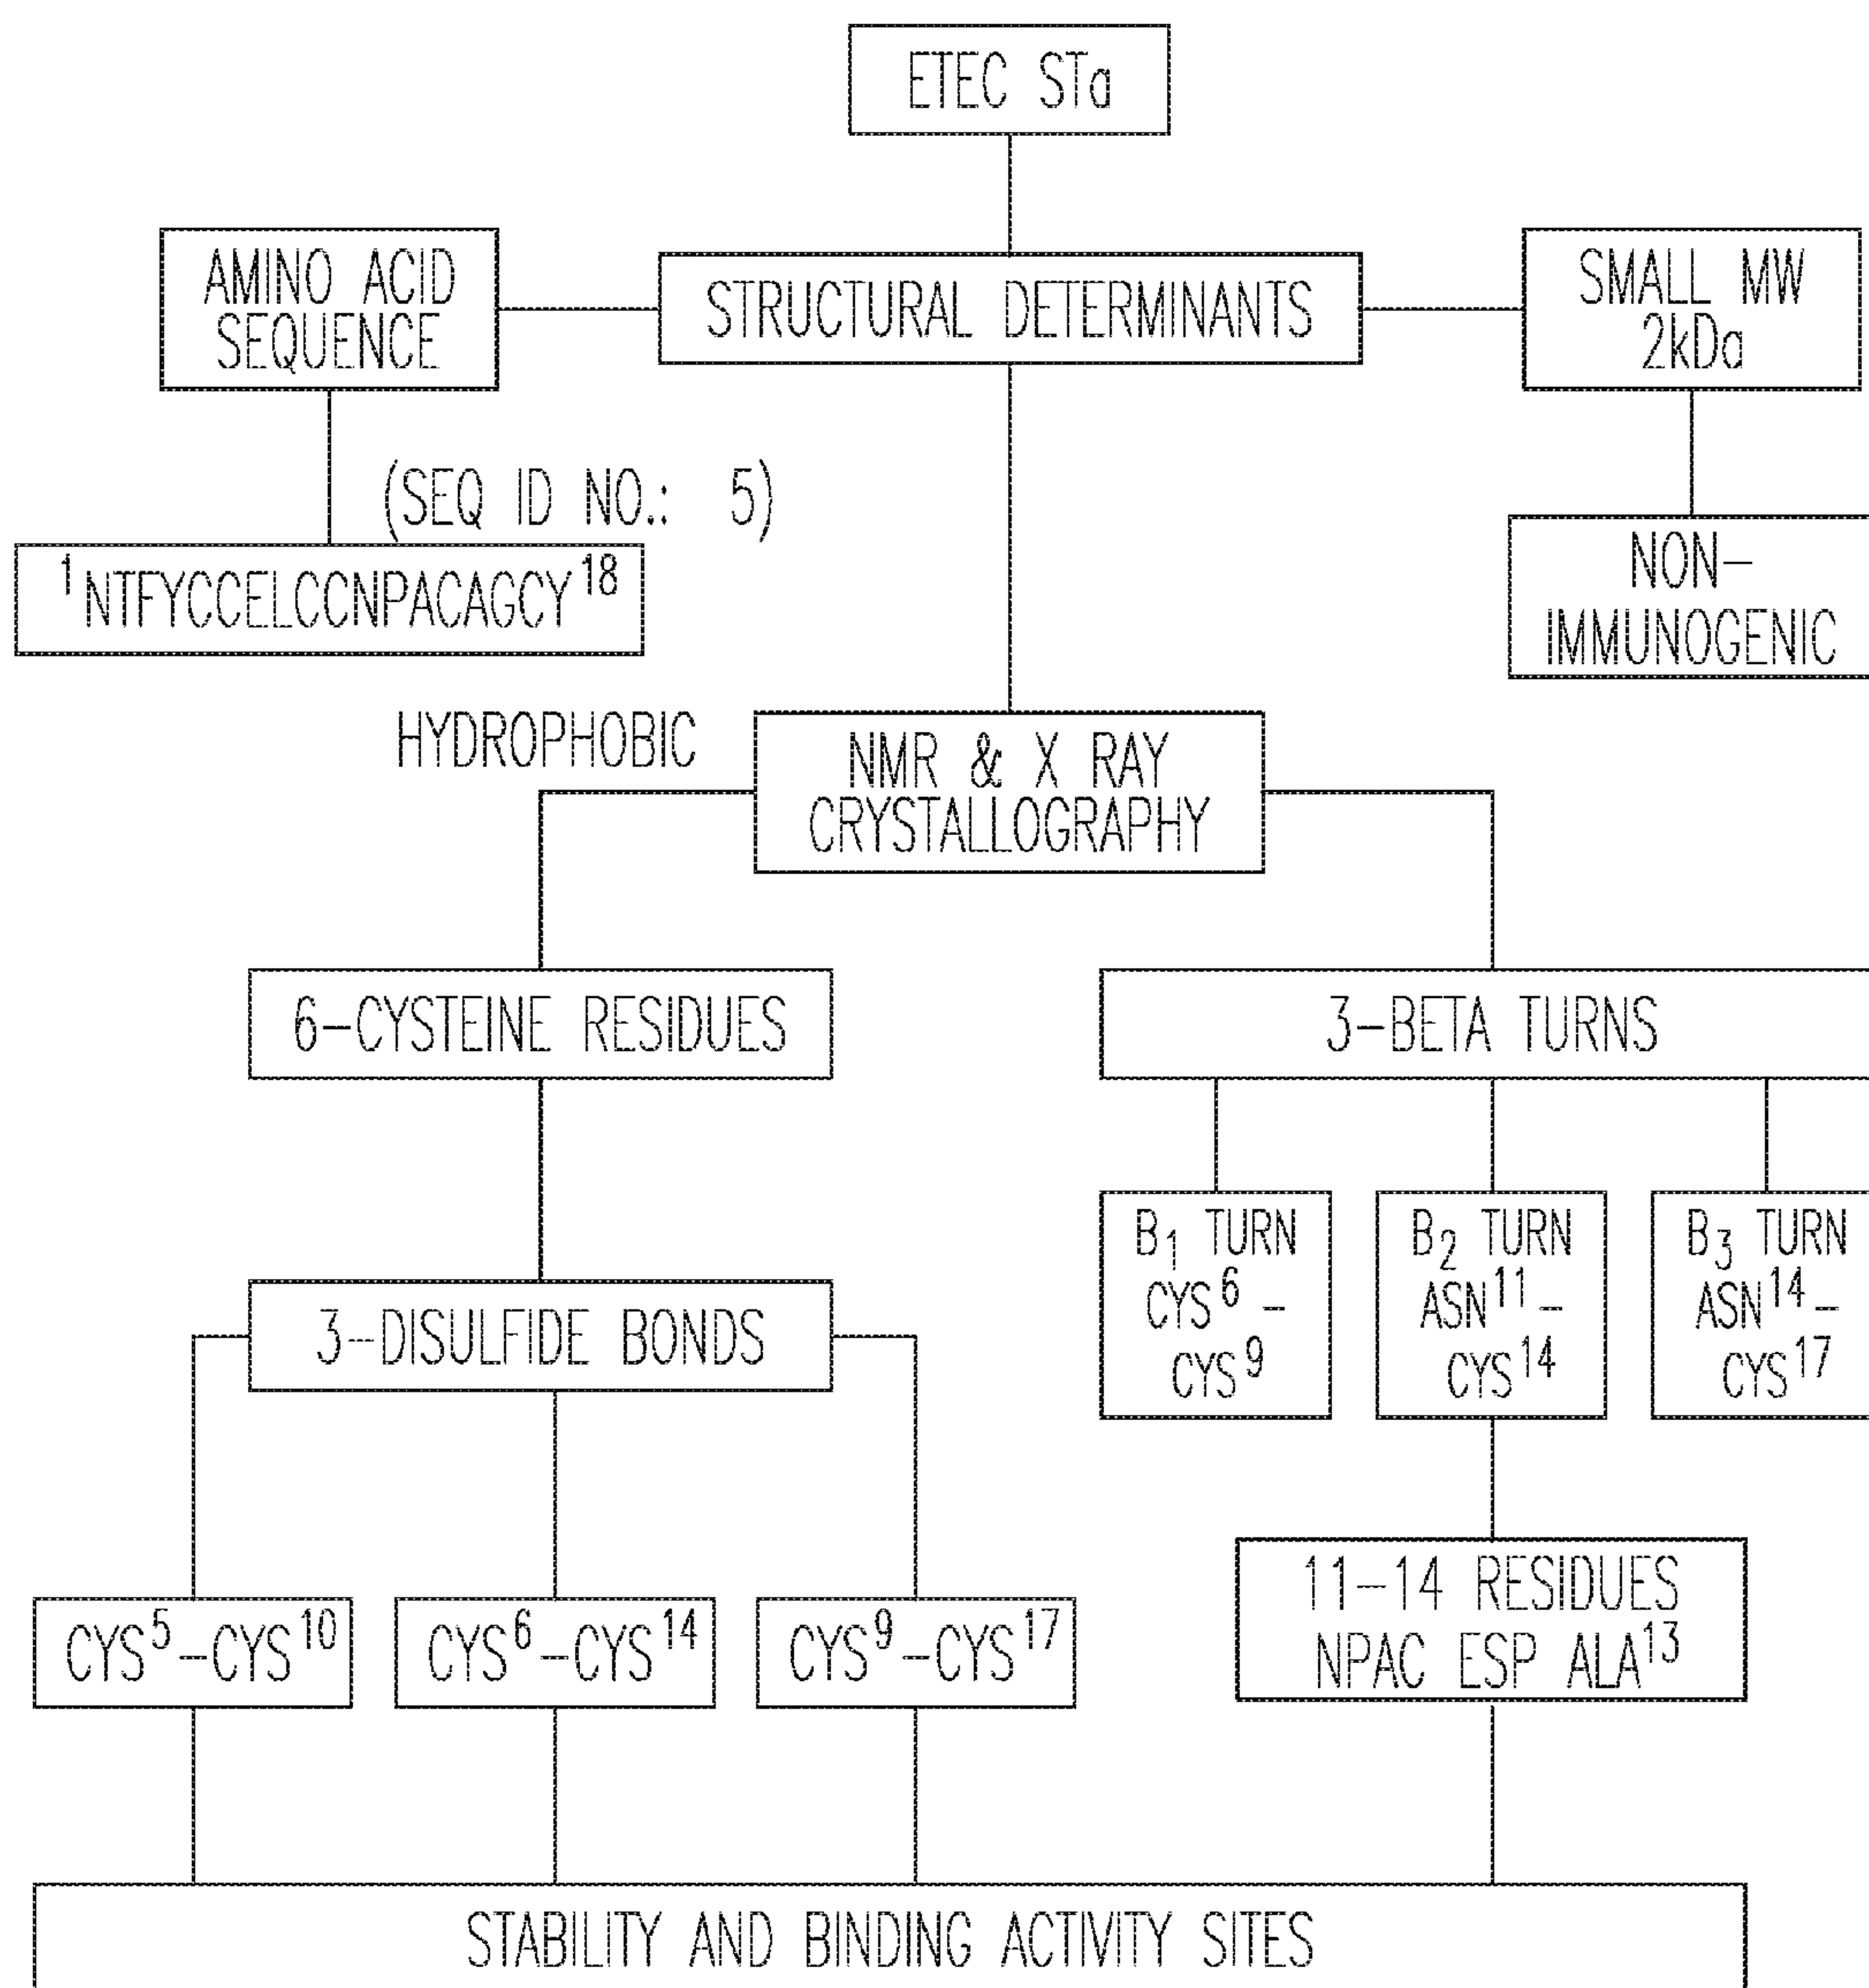 ETEC STa
AMINO ACID
SEQUENCE
STRUCTURAL DETERMINANTS
SMALL MW
2kDa
(SEQ ID NO.: 5)
¹NTFYCCELCCNPACAGCY¹⁸
NON-
IMMUNOGENIC
HYDROPHOBIC
NMR & X RAY
CRYSTALLOGRAPHY
6-CYSTEINE RESIDUES
3-BETA TURNS
B₁ TURN
CYS⁶ -
CYS⁹
B₂ TURN
ASN¹¹-
CYS¹⁴
B₃ TURN
ASN¹⁴-
CYS¹⁷
3-DISULFIDE BONDS
CYS⁵-CYS¹⁰
CYS⁶-CYS¹⁴
CYS⁹-CYS¹⁷
11-14 RESIDUES
NPAC ESP ALA¹³
STABILITY AND BINDING ACTIVITY SITES